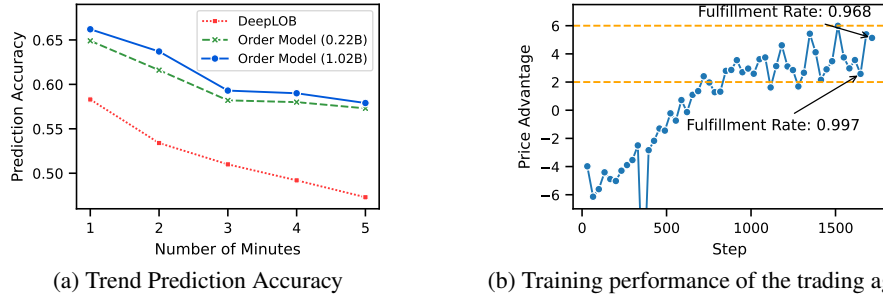 0.65
0.60
0.55
0.50
Prediction Accuracy
DeepLOB
Order Model (0.22B)
Order Model (1.02B)
1 2 3 4 5
Number of Minutes
(a) Trend Prediction Accuracy
Fulfillment Rate: 0.968
6
4
2
0
−2
−4
−6
Price Advantage
Fulfillment Rate: 0.997
0 500 1000 1500
Step
(b) Training performance of the trading ag